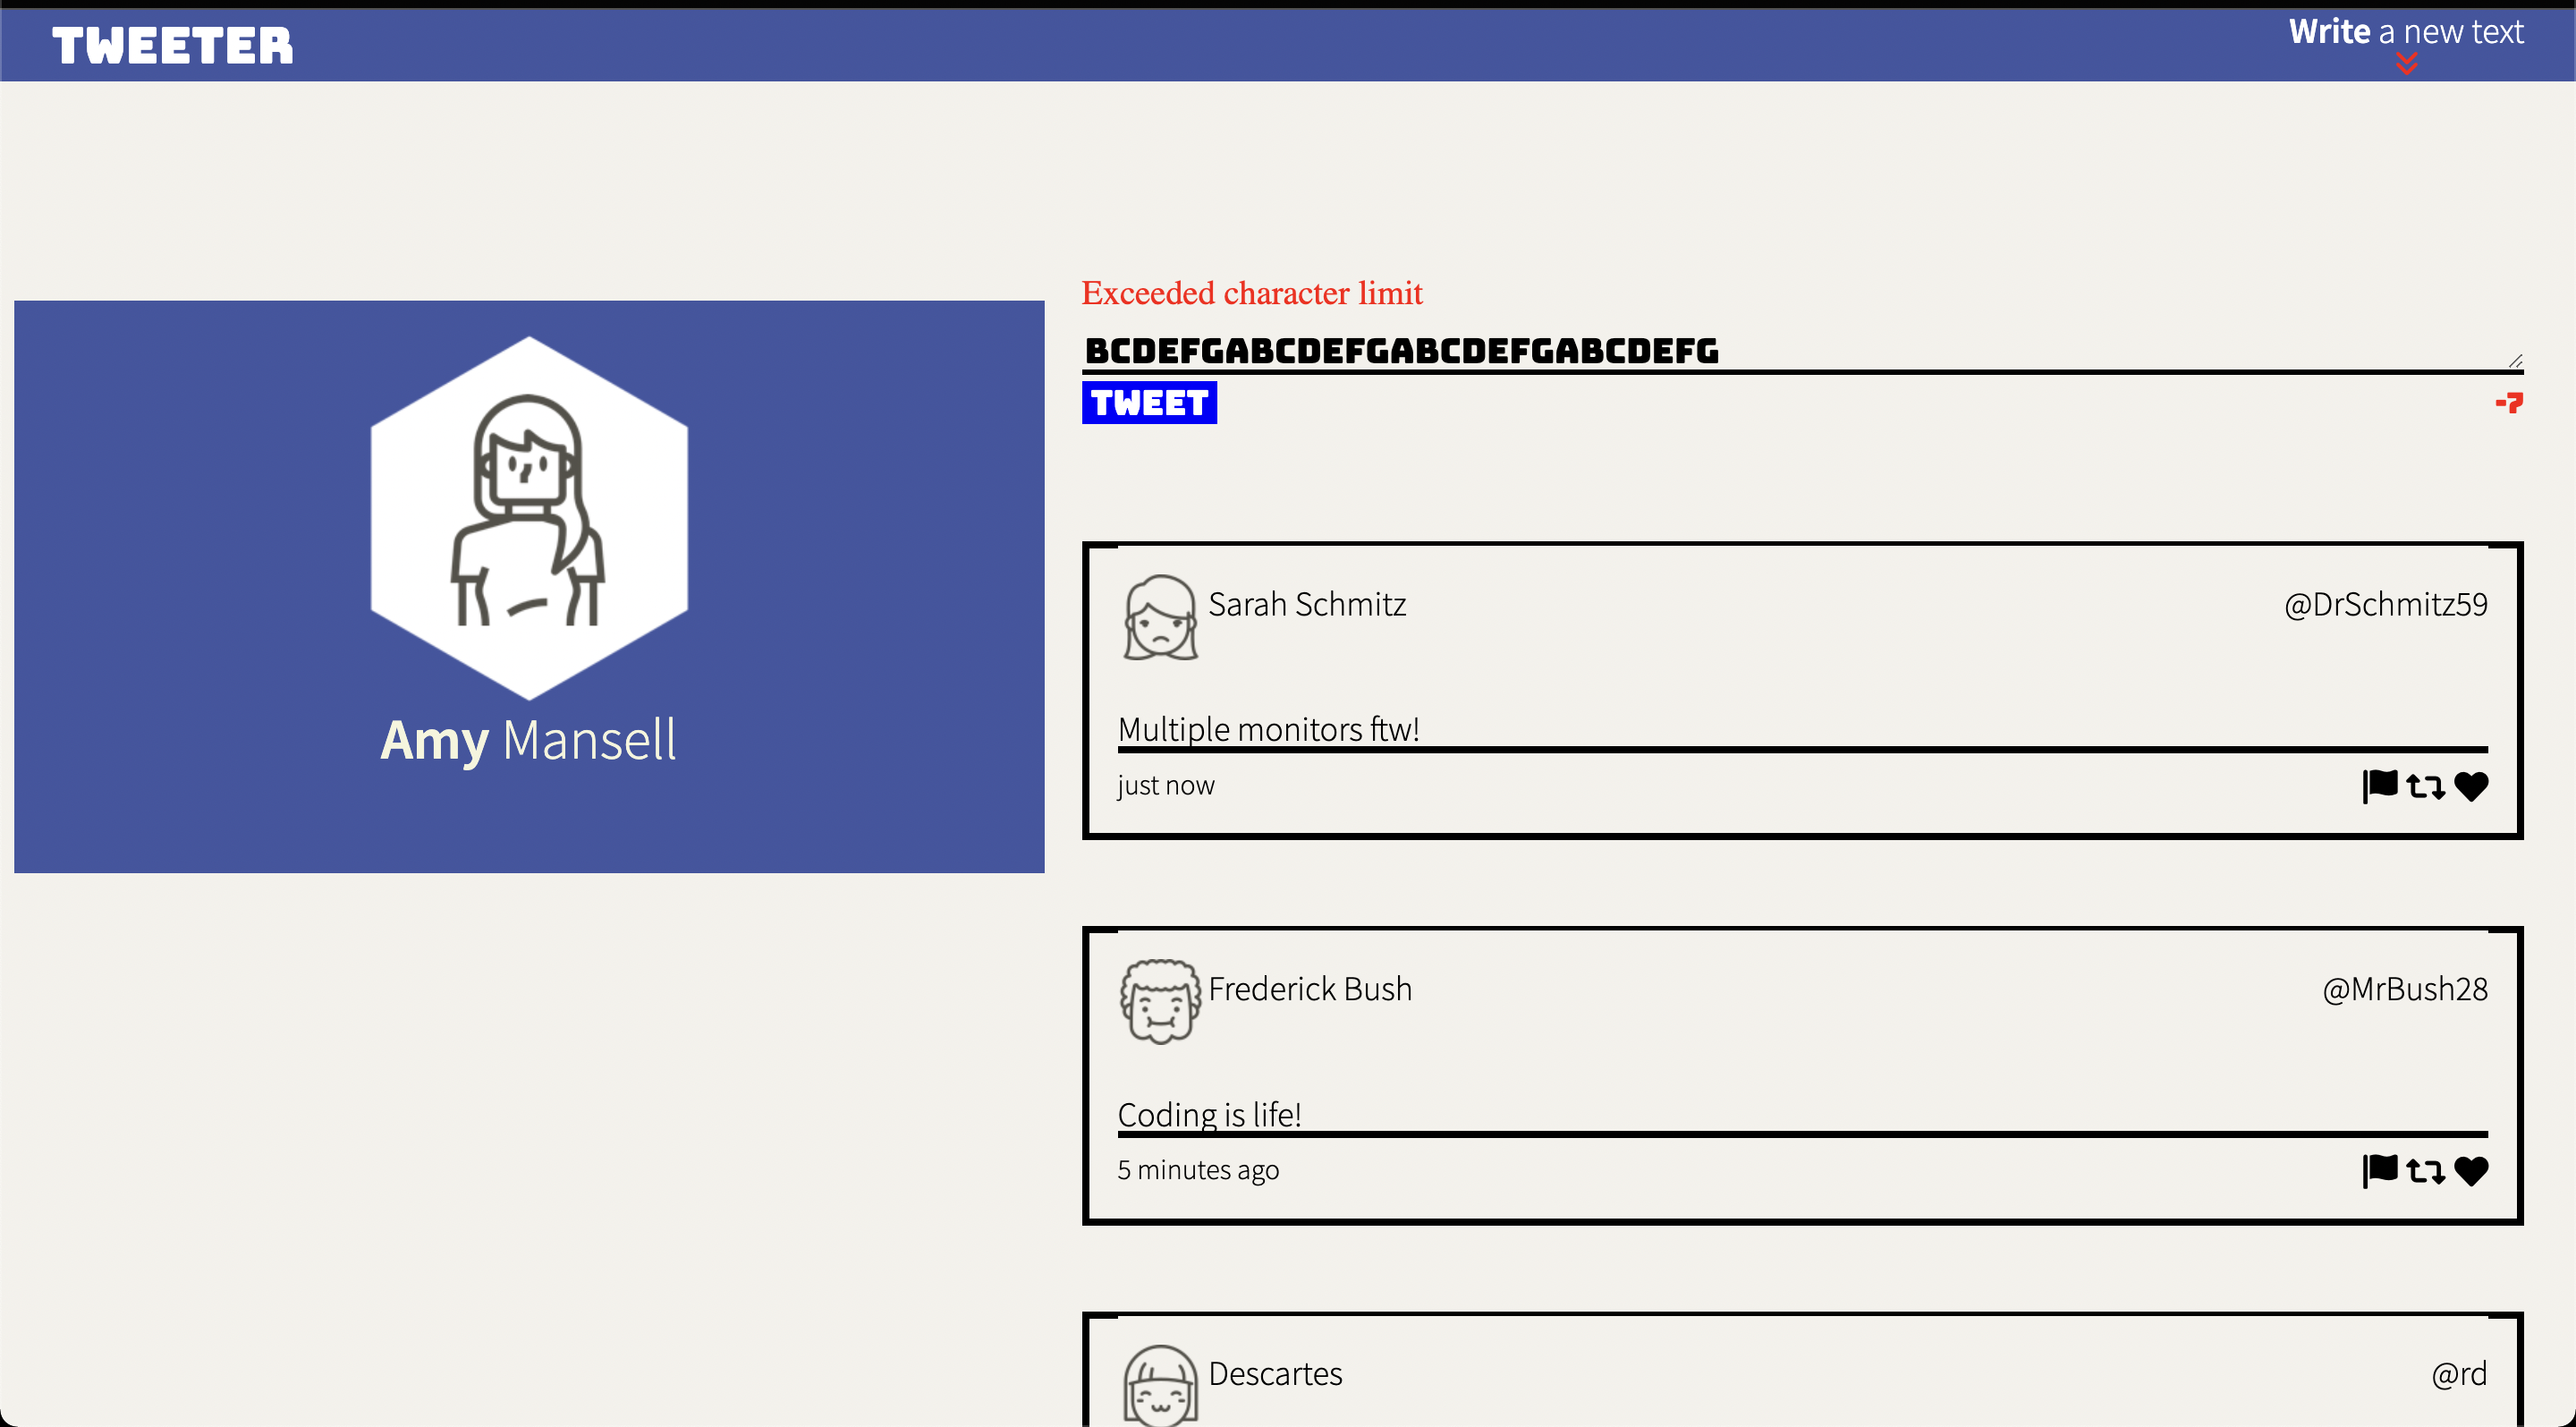 TWEETER
Write a new text
Exceeded character limit
BCDEFGABCDEFGABCDEFGABCDEFG
TWEET
-7
Amy Mansell
Sarah Schmitz @DrSchmitz59
Multiple monitors ftw!
just now
Frederick Bush @MrBush28
Coding is life!
5 minutes ago
Descartes @rd